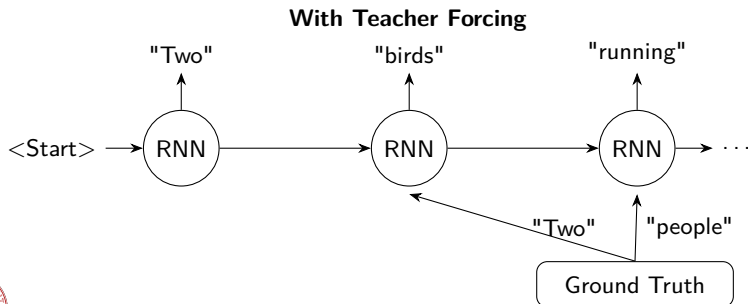 With Teacher Forcing
"Two" "birds" "running"
<Start> RNN RNN RNN ...
"Two" "people"
Ground Truth